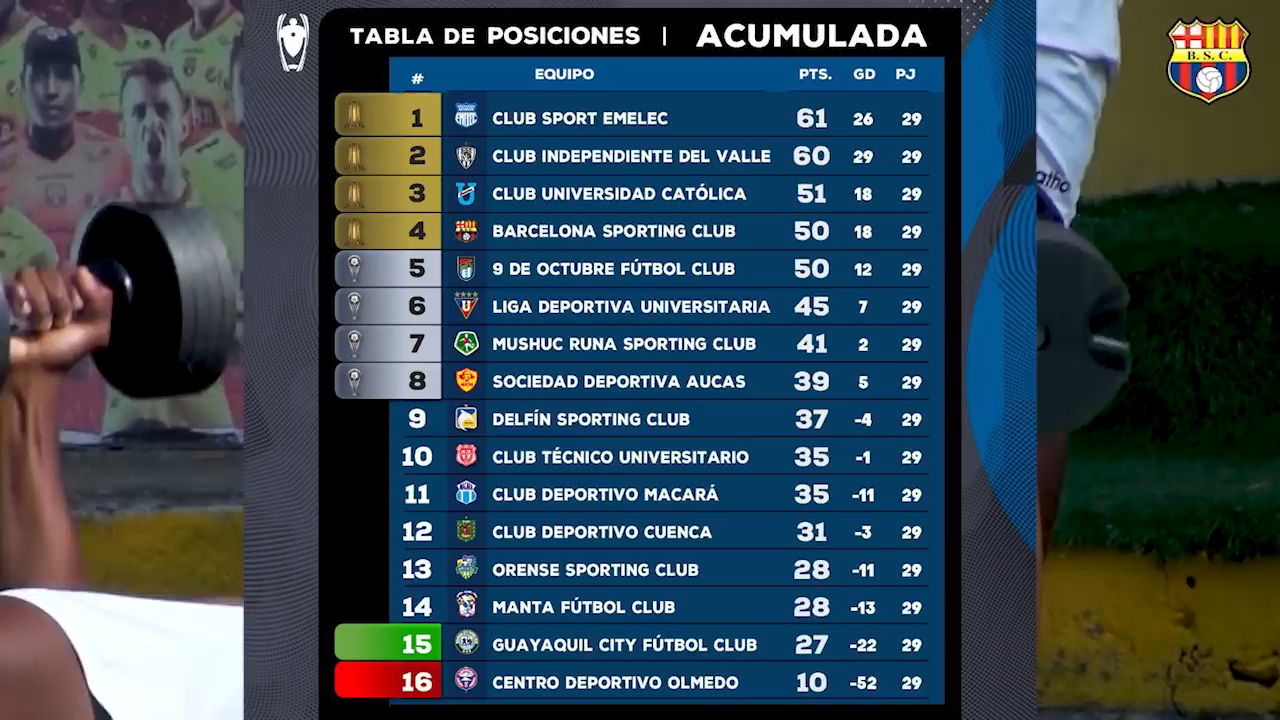 TABLA DE POSICIONES | ACUMULADA
# EQUIPO PTS. GD PJ
1 CLUB SPORT EMELEC 61 26 29
2 CLUB INDEPENDIENTE DEL VALLE 60 29 29
3 CLUB UNIVERSIDAD CATÓLICA 51 18 29
4 BARCELONA SPORTING CLUB 50 18 29
5 9 DE OCTUBRE FÚTBOL CLUB 50 12 29
6 LIGA DEPORTIVA UNIVERSITARIA 45 7 29
7 MUSHUC RUNA SPORTING CLUB 41 2 29
8 SOCIEDAD DEPORTIVA AUCAS 39 5 29
9 DELFÍN SPORTING CLUB 37 -4 29
10 CLUB TÉCNICO UNIVERSITARIO 35 -1 29
11 CLUB DEPORTIVO MACARÁ 35 -11 29
12 CLUB DEPORTIVO CUENCA 31 -3 29
13 ORENSE SPORTING CLUB 28 -11 29
14 MANTA FÚTBOL CLUB 28 -13 29
15 GUAYAQUIL CITY FÚTBOL CLUB 27 -22 29
16 CENTRO DEPORTIVO OLMEDO 10 -52 29
B. S. C.